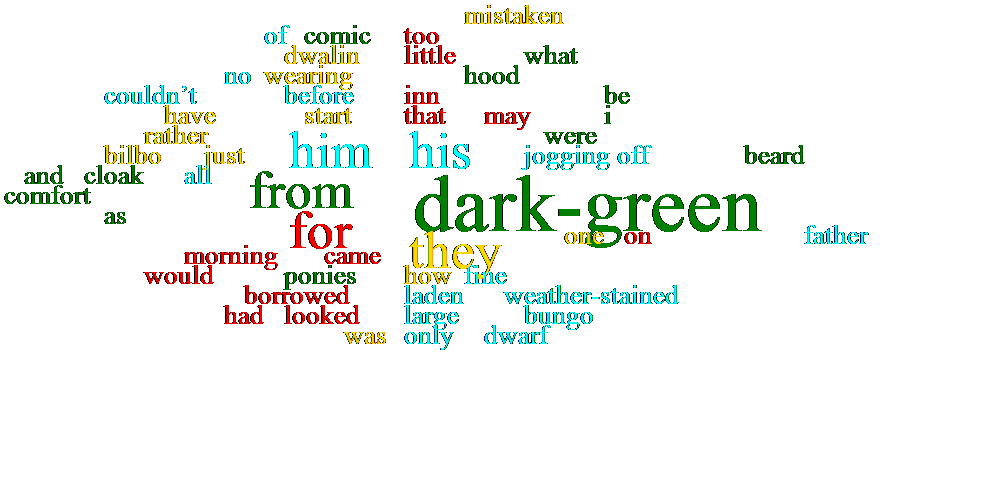 mistaken
of comic too
dwalin little what
no wearing hood
couldn't before inn be
have start that may i
rather were
bilbo just him his jogging off beard
and cloak all
comfort from dark-green
as
for one on father
morning came they
would ponies how fine
borrowed laden weather-stained
had looked large bungo
was only dwarf